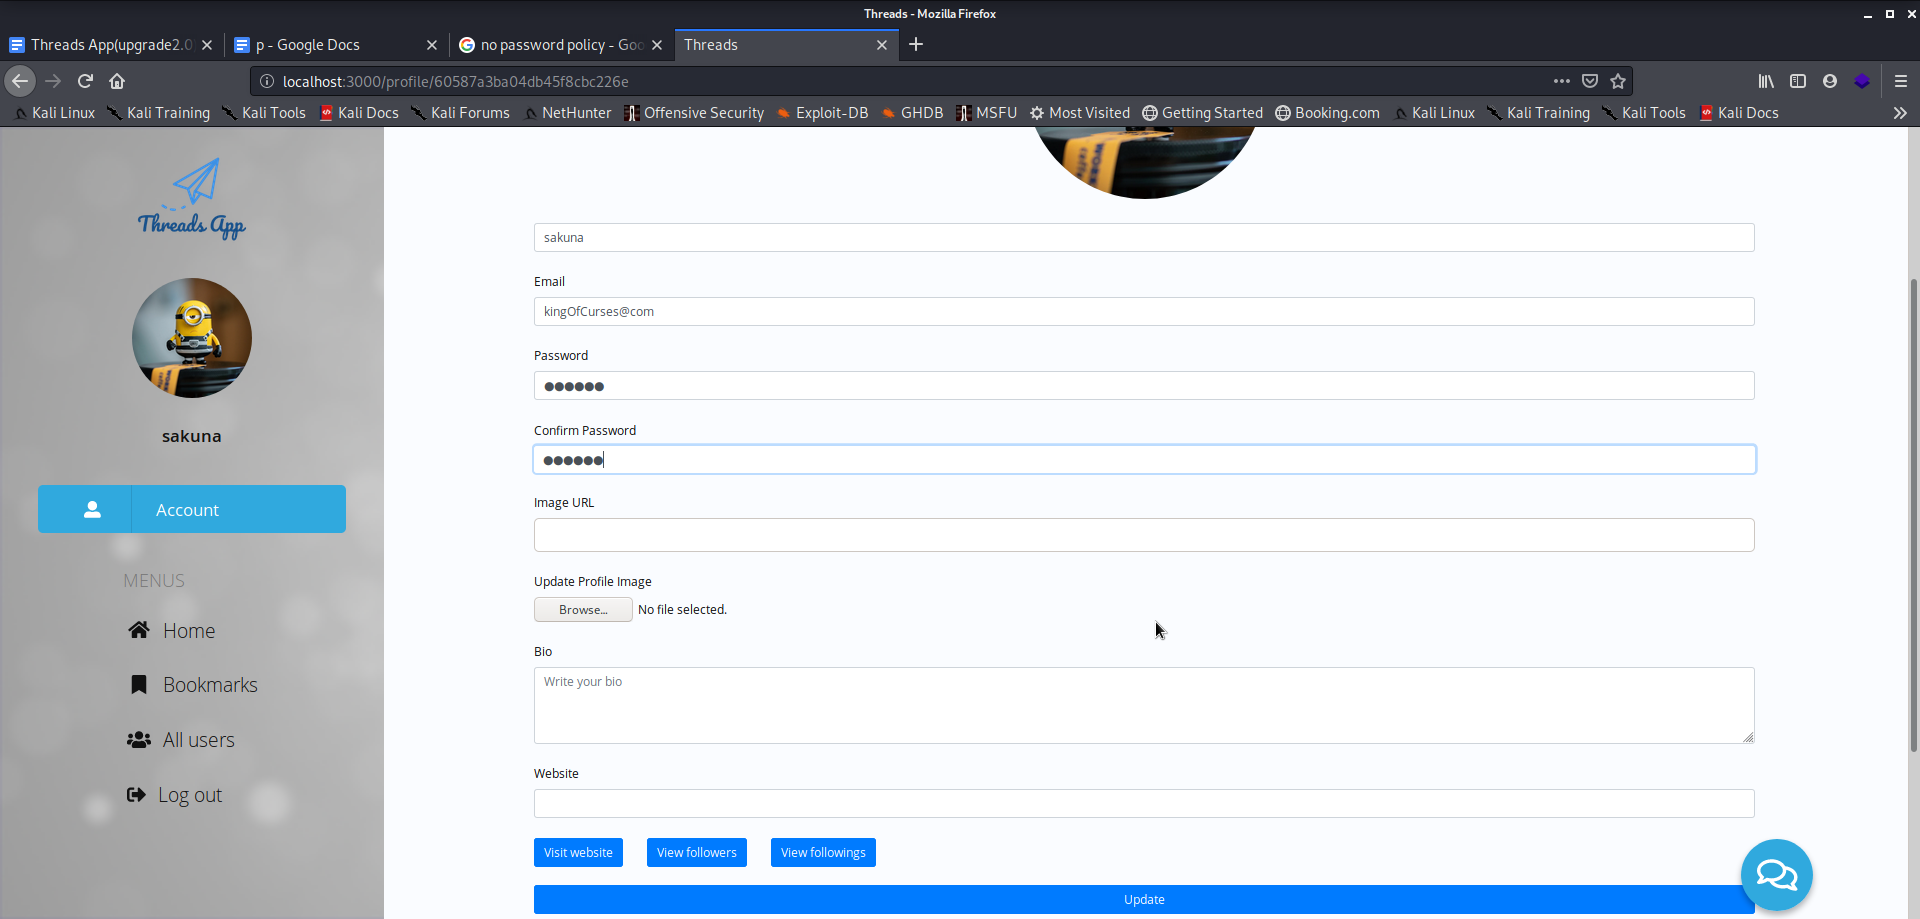 Threads - Mozilla Firefox
Threads App(upgrade2.0
p - Google Docs
no password policy - Goo
Threads
localhost:3000/profile/60587a3ba04db45f8cbc226e
Kali Linux Kali Training Kali Tools Kali Docs Kali Forums NetHunter Offensive Security Exploit-DB GHDB MSFU Most Visited Getting Started Booking.com Kali Linux Kali Training Kali Tools Kali Docs
Threads App
sakuna
Account
MENUS
Home
Bookmarks
All users
Log out
sakuna
Email
kingOfCurses@com
Password
Confirm Password
Image URL
Update Profile Image
Browse... No file selected.
Bio
Write your bio
Website
Visit website View followers View followings
Update